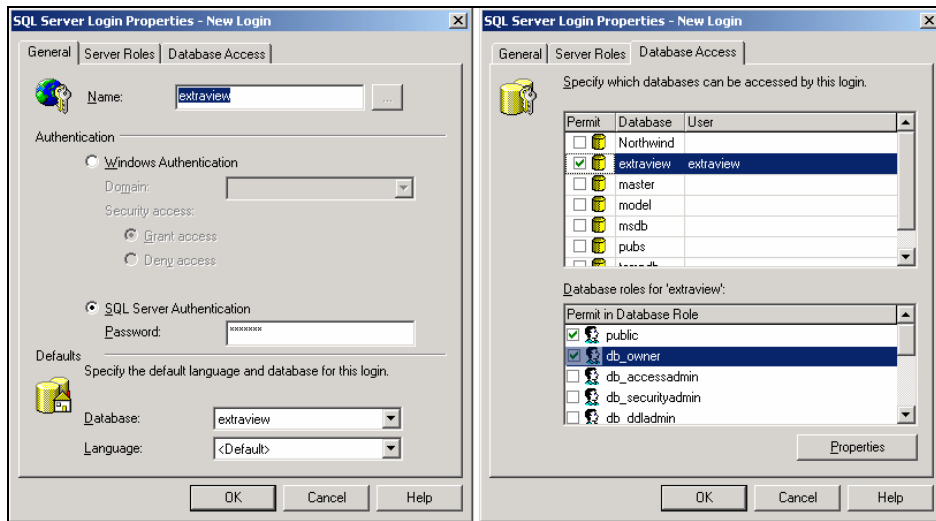 SQL Server Login Properties - New Login
General Server Roles Database Access
Name: extraview ...
Authentication
Windows Authentication
Domain:
Security access:
Grant access
Deny access
SQL Server Authentication
Password: xxxxxxx
Defaults
Specify the default language and database for this login.
Database: extraview
Language: <Default>
OK Cancel Help
SQL Server Login Properties - New Login
General Server Roles Database Access
Specify which databases can be accessed by this login.
Permit Database User
Northwind
extraview extraview
master
model
msdb
pubs
tempdb
Database roles for 'extraview':
Permit in Database Role
public
db_owner
db_accessadmin
db_securityadmin
db_ddladmin
Properties
OK Cancel Help